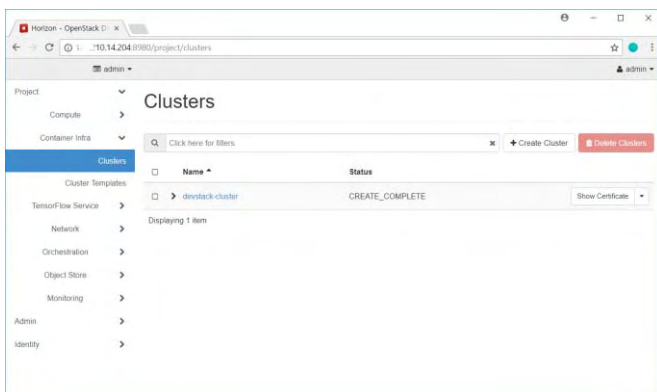 Horizon - OpenStack D
10.14.204:8980/project/clusters
admin
admin
Project
Compute
Container Infra
Clusters
Cluster Templates
TensorFlow Service
Network
Orchestration
Object Store
Monitoring
Admin
Identity
Clusters
Click here for filters.
+ Create Cluster
Delete Clusters
Name
Status
devstack-cluster
CREATE_COMPLETE
Show Certificate
Displaying 1 item